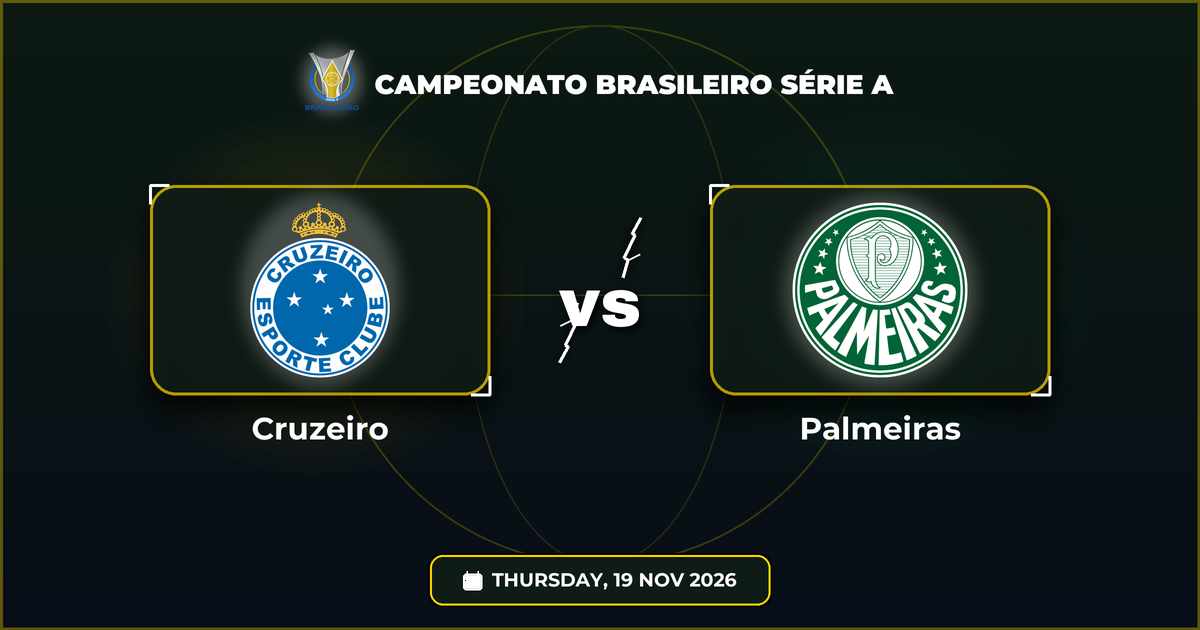 CAMPEONATO BRASILEIRO SÉRIE A
CRUZEIRO
ESPORTE CLUBE
VS
P
PALMEIRAS
Cruzeiro
Palmeiras
THURSDAY, 19 NOV 2026